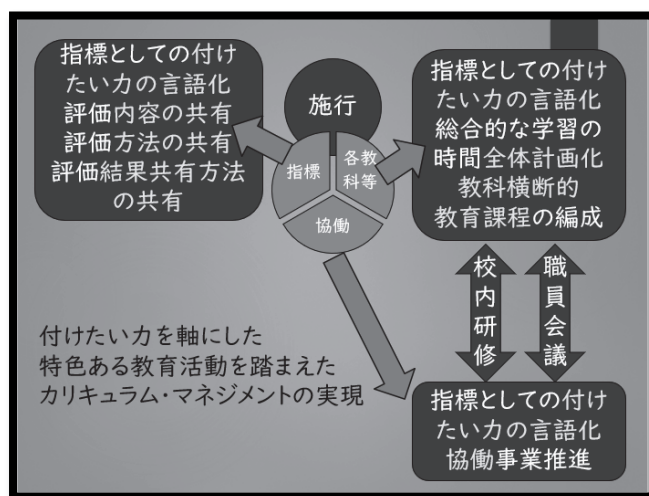 指標としての付け
たい力の言語化
評価内容の共有
評価方法の共有
評価結果共有方法
の共有
施行
指標
各教
科等
協働
指標としての付け
たい力の言語化
総合的な学習の
時間全体計画化
教科横断的
教育課程の編成
校内研修
職員会議
付けたい力を軸にした
特色ある教育活動を踏まえた
カリキュラム・マネジメントの実現
指標としての付け
たい力の言語化
協働事業推進